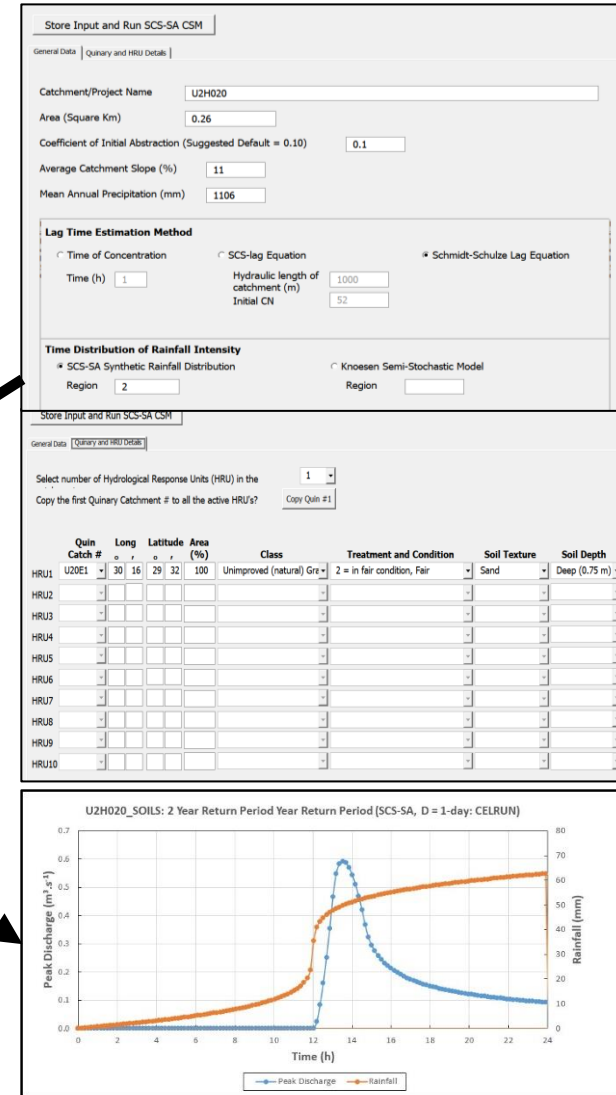 Store Input and Run SCS-SA CSM
General Data Quinary and HRU Details
Catchment/Project Name U2H020
Area (Square Km) 0.26
Coefficient of Initial Abstraction (Suggested Default = 0.10) 0.1
Average Catchment Slope (%) 11
Mean Annual Precipitation (mm) 1106
Lag Time Estimation Method
Time of Concentration SCS-lag Equation Schmidt-Schulze Lag Equation
Time (h) 1 Hydraulic length of catchment (m) 1000
Initial CN 52
Time Distribution of Rainfall Intensity
SCS-SA Synthetic Rainfall Distribution Knoesen Semi-Stochastic Model
Region 2 Region
Store Input and Run SCS-SA CSM
General Data Quinary and HRU Details
Select number of Hydrological Response Units (HRU) in the 1
Copy the first Quinary Catchment # to all the active HRU's? Copy Quin #1
Quin Long Latitude Area
Catch # o , o , (%) Class Treatment and Condition Soil Texture Soil Depth
HRU1 U20E1 30 16 29 32 100 Unimproved (natural) Gra 2 = in fair condition, Fair Sand Deep (0.75 m)
HRU2
HRU3
HRU4
HRU5
HRU6
HRU7
HRU8
HRU9
HRU10
U2H020_SOILS: 2 Year Return Period Year Return Period (SCS-SA, D = 1-day: CELRUN)
0.7 80
0.6 70
0.5 60
0.4 50
0.3 40
0.2 30
0.1 20
0.0 10
0
Peak Discharge (m³.s⁻¹)
Rainfall (mm)
0 2 4 6 8 10 12 14 16 18 20 22 24
Time (h)
Peak Discharge Rainfall